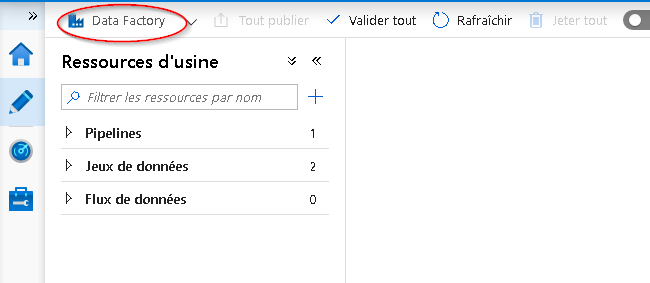 » Data Factory Tout publier Valider tout Rafraîchir Jeter tout
Ressources d'usine
Filtrer les ressources par nom
Pipelines 1
Jeux de données 2
Flux de données 0